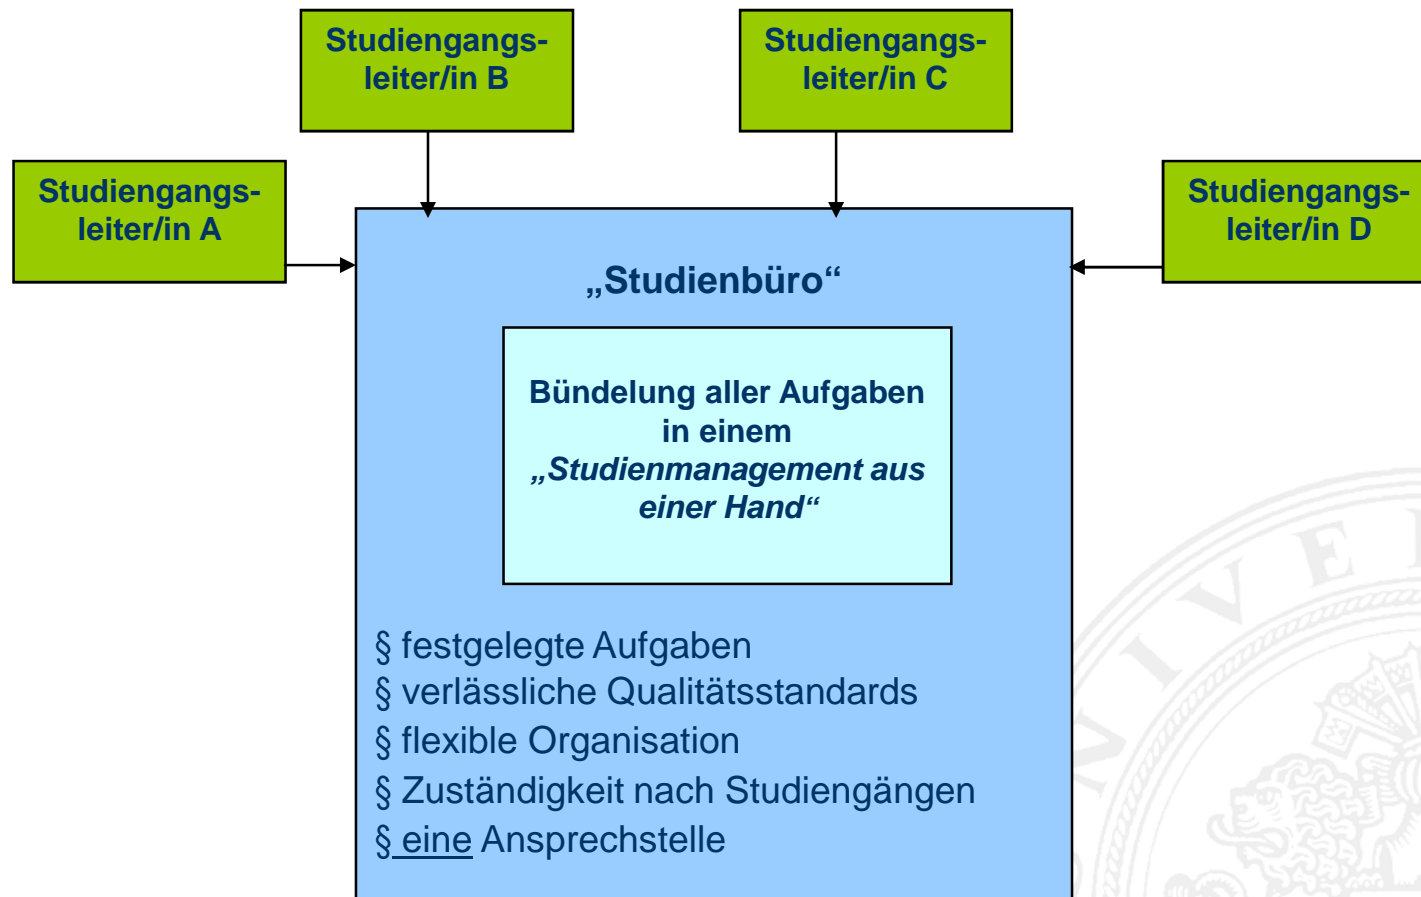 Studiengangs-
leiter/in B
Studiengangs-
leiter/in C
Studiengangs-
leiter/in A
Studiengangs-
leiter/in D
„Studienbüro“
Bündelung aller Aufgaben
in einem
„Studienmanagement aus
einer Hand“
§ festgelegte Aufgaben
§ verlässliche Qualitätsstandards
§ flexible Organisation
§ Zuständigkeit nach Studiengängen
§ eine Ansprechstelle